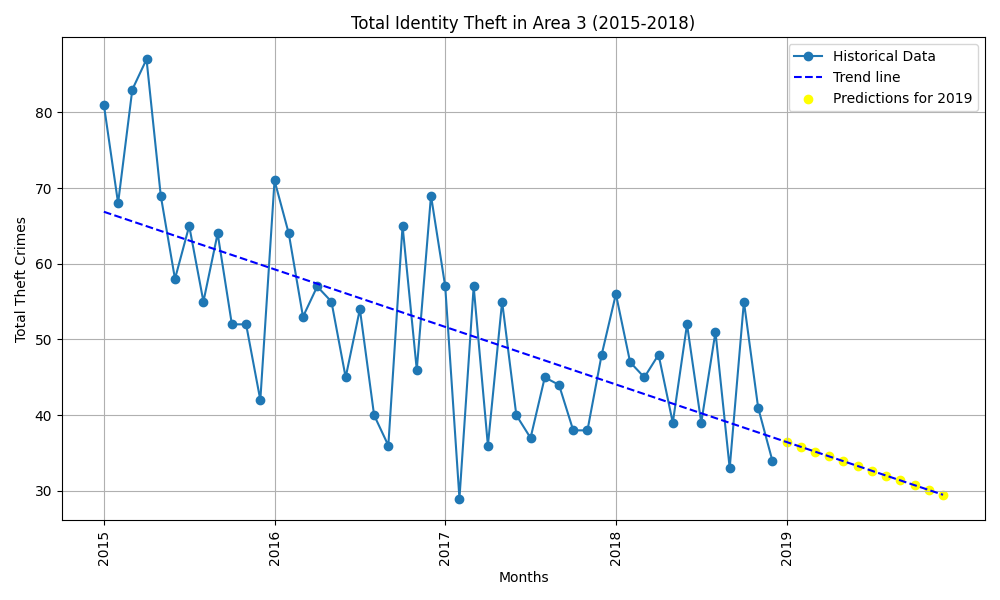 Total Identity Theft in Area 3 (2015-2018)
Historical Data
Trend line
Predictions for 2019
Total Theft Crimes
80
70
60
50
40
30
2015
2016
2017
2018
2019
Months